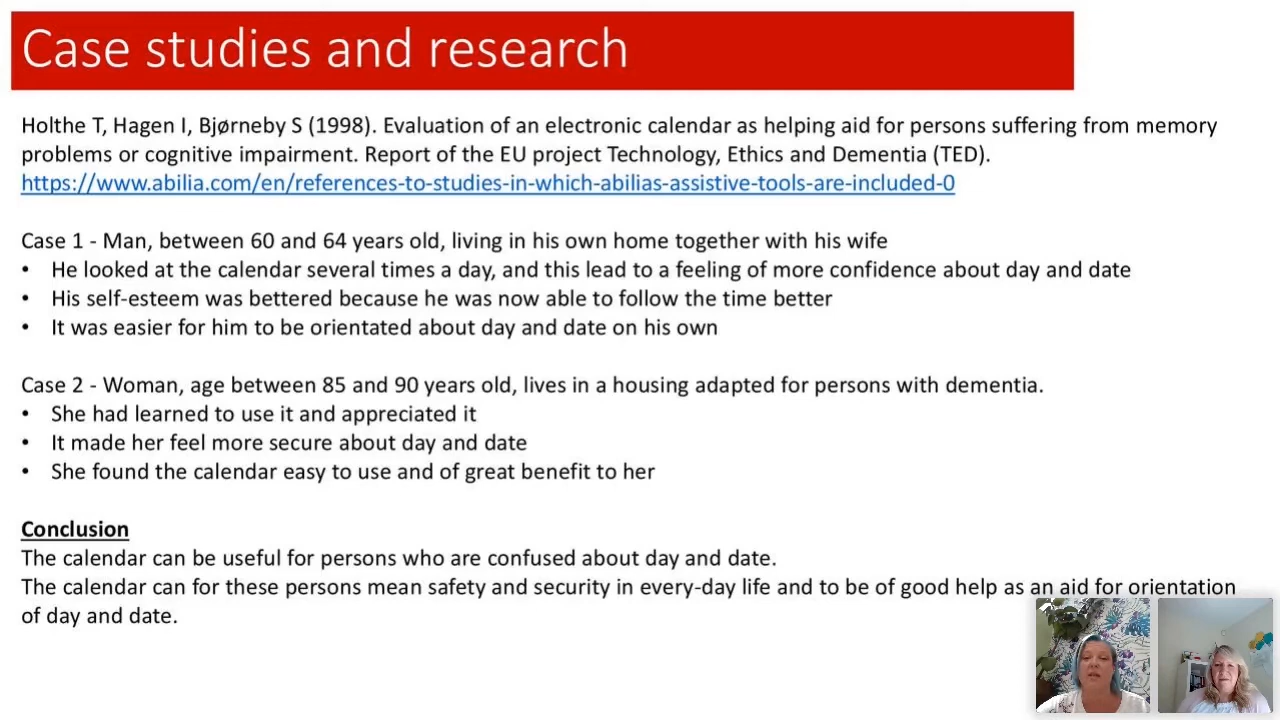 Case studies and research
Holthe T, Hagen I, Bjørneby S (1998). Evaluation of an electronic calendar as helping aid for persons suffering from memory
problems or cognitive impairment. Report of the EU project Technology, Ethics and Dementia (TED).
https://www.abilia.com/en/references-to-studies-in-which-abilias-assistive-tools-are-included-0
Case 1 - Man, between 60 and 64 years old, living in his own home together with his wife
• He looked at the calendar several times a day, and this lead to a feeling of more confidence about day and date
• His self-esteem was bettered because he was now able to follow the time better
• It was easier for him to be orientated about day and date on his own
Case 2 - Woman, age between 85 and 90 years old, lives in a housing adapted for persons with dementia.
• She had learned to use it and appreciated it
• It made her feel more secure about day and date
• She found the calendar easy to use and of great benefit to her
Conclusion
The calendar can be useful for persons who are confused about day and date.
The calendar can for these persons mean safety and security in every-day life and to be of good help as an aid for orientation
of day and date.